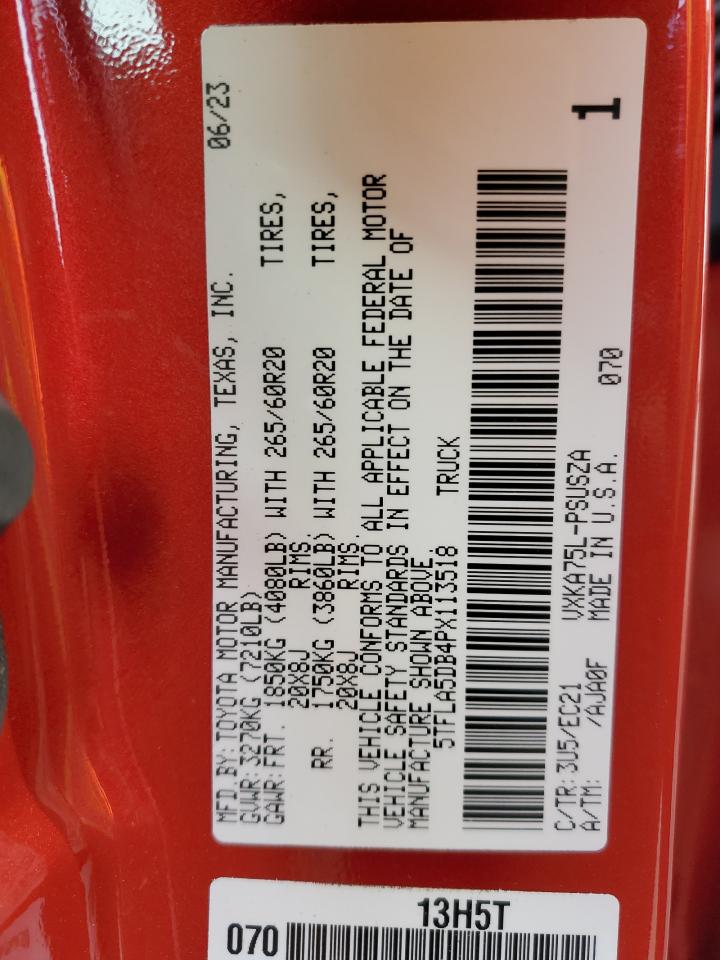 MFD BY: TOYOTA MOTOR MANUFACTURING, TEXAS, INC. 06/23
GVWR: 3270KG (7210LB)
GAWR: FRT. 1850KG (4080LB) WITH 265/60R20 TIRES,
20X8J RIMS
RR. 1750KG (3860LB) WITH 265/60R20 TIRES,
20X8J RIMS.
THIS VEHICLE CONFORMS TO ALL APPLICABLE FEDERAL MOTOR
VEHICLE SAFETY STANDARDS IN EFFECT ON THE DATE OF
MANUFACTURE SHOWN ABOVE.
5TFLA5DB4PX113518 TRUCK
C/TR: 3U5/EC21 VXKA75L-PSUSZA 070 1
A/TM: /AJA0F MADE IN U.S.A.
13H5T
070